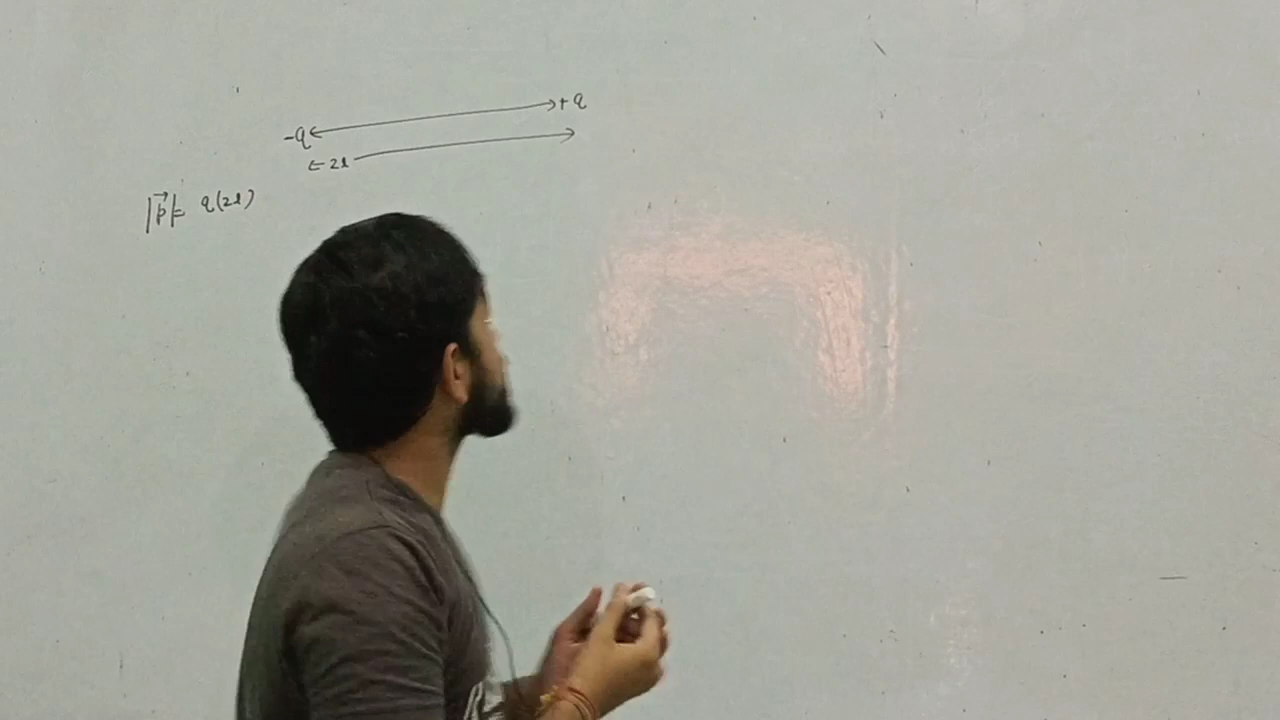 -q +q
2l
|p⃗|= q(2l)